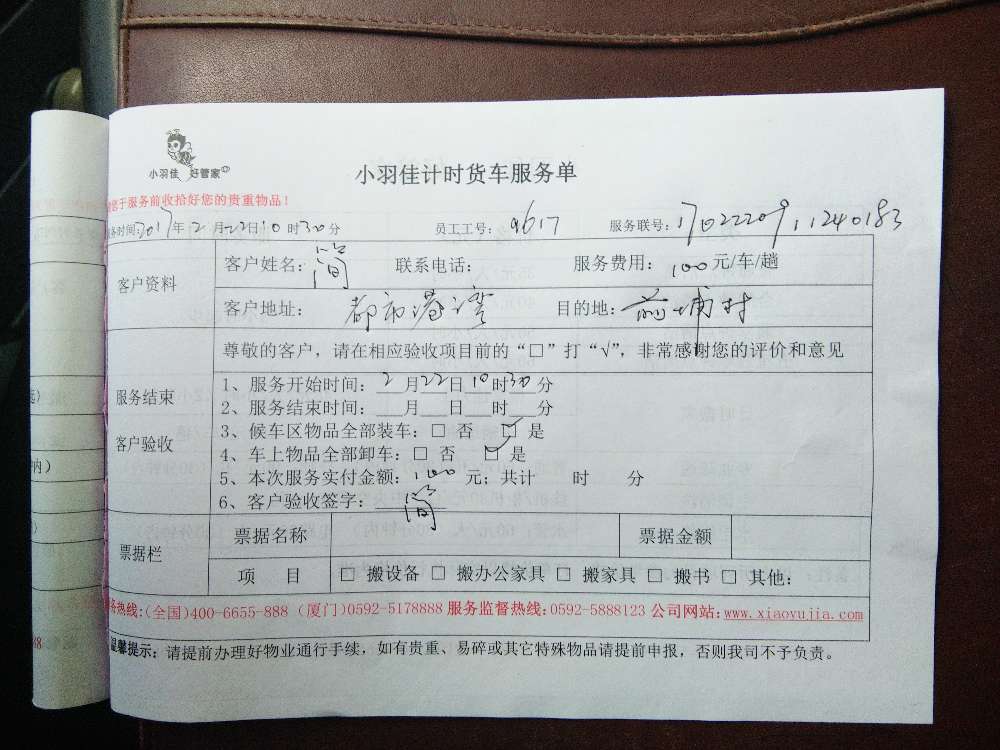 小羽佳 好管家
小羽佳计时货车服务单
于服务前收拾好您的贵重物品！
服务时间:2017年2月22日10时30分 员工工号: 9617 服务联号: 170222091240183
客户资料
客户姓名: 简 联系电话: 服务费用: 100元/车/趟
客户地址: 都市港湾 目的地: 前埔村
尊敬的客户，请在相应验收项目前的“□”打“√”，非常感谢您的评价和意见
服务结束
客户验收
1、服务开始时间: 2月22日10时30分
2、服务结束时间: __月__日__时__分
3、候车区物品全部装车: □ 否 ☑ 是
4、车上物品全部卸车: □ 否 ☑ 是
5、本次服务实付金额: 100 元; 共计 时 分
6、客户验收签字: 简
票据栏
票据名称 票据金额
项 目 □ 搬设备 □ 搬办公家具 □ 搬家具 □ 搬书 □ 其他:
务热线:(全国)400-6655-888 (厦门)0592-5178888 服务监督热线:0592-5888123 公司网站:www.xiaoyujia.com
温馨提示: 请提前办理好物业通行手续，如有贵重、易碎或其它特殊物品请提前申报，否则我司不予负责。